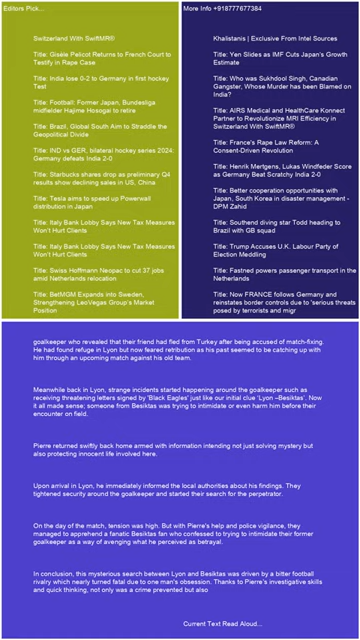 Editors Pick...
Switzerland With SwiftMR®
Title: Gisèle Pelicot Returns to French Court to
Testify in Rape Case
Title: India lose 0-2 to Germany in first hockey
Test
Title: Football: Former Japan, Bundesliga
midfielder Hajime Hosogai to retire
Title: Brazil, Global South Aim to Straddle the
Geopolitical Divide
Title: IND vs GER, bilateral hockey series 2024:
Germany defeats India 2-0
Title: Starbucks shares drop as preliminary Q4
results show declining sales in US, China
Title: Tesla aims to speed up Powerwall
distribution in Japan
Title: Italy Bank Lobby Says New Tax Measures
Won't Hurt Clients
Title: Italy Bank Lobby Says New Tax Measures
Won't Hurt Clients
Title: Swiss Hoffmann Neopac to cut 37 jobs
amid Netherlands relocation
Title: BetMGM Expands into Sweden,
Strengthening LeoVegas Group's Market
Position
More Info +918777677384
Khalistanis | Exclusive From Intel Sources
Title: Yen Slides as IMF Cuts Japan's Growth
Estimate
Title: Who was Sukhdool Singh, Canadian
Gangster, Whose Murder has been Blamed on
India?
Title: AIRS Medical and HealthCare Konnect
Partner to Revolutionize MRI Efficiency in
Switzerland With SwiftMR®
Title: France's Rape Law Reform: A
Consent-Driven Revolution
Title: Henrik Mertgens, Lukas Windfeder Score
as Germany Beat Scratchy India 2-0
Title: Better cooperation opportunities with
Japan, South Korea in disaster management -
DPM Zahid
Title: Southend diving star Todd heading to
Brazil with GB squad
Title: Trump Accuses U.K. Labour Party of
Election Meddling
Title: Fastned powers passenger transport in the
Netherlands
Title: Now FRANCE follows Germany and
reinstates border controls due to 'serious threats
posed by terrorists and migr
goalkeeper who revealed that their friend had fled from Turkey after being accused of match-fixing.
He had found refuge in Lyon but now feared retribution as his past seemed to be catching up with
him through an upcoming match against his old team.
Meanwhile back in Lyon, strange incidents started happening around the goalkeeper such as
receiving threatening letters signed by 'Black Eagles' just like our initial clue 'Lyon –Besiktas'. Now
it all made sense; someone from Besiktas was trying to intimidate or even harm him before their
encounter on field.
Pierre returned swiftly back home armed with information intending not just solving mystery but
also protecting innocent life involved here.
Upon arrival in Lyon, he immediately informed the local authorities about his findings. They
tightened security around the goalkeeper and started their search for the perpetrator.
On the day of the match, tension was high. But with Pierre's help and police vigilance, they
managed to apprehend a fanatic Besiktas fan who confessed to trying to intimidate their former
goalkeeper as a way of avenging what he perceived as betrayal.
In conclusion, this mysterious search between Lyon and Besiktas was driven by a bitter football
rivalry which nearly turned fatal due to one man's obsession. Thanks to Pierre's investigative skills
and quick thinking, not only was a crime prevented but also
Current Text Read Aloud...